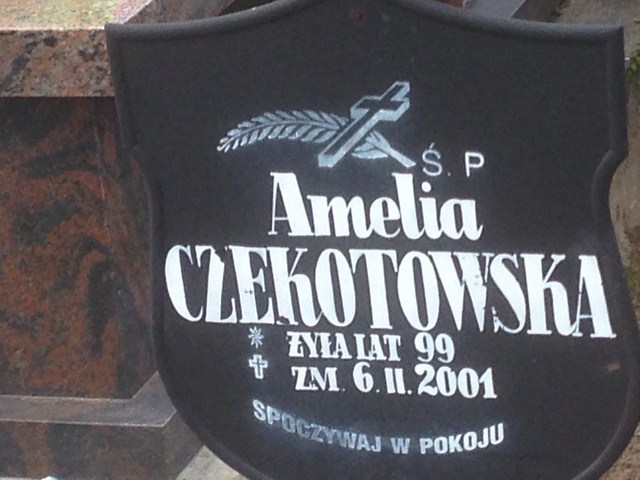 Ś. P
Amelia
CZEKOTOWSKA
ŻYŁA LAT 99
ZM. 6. II. 2001
SPOCZYWAJ W POKOJU